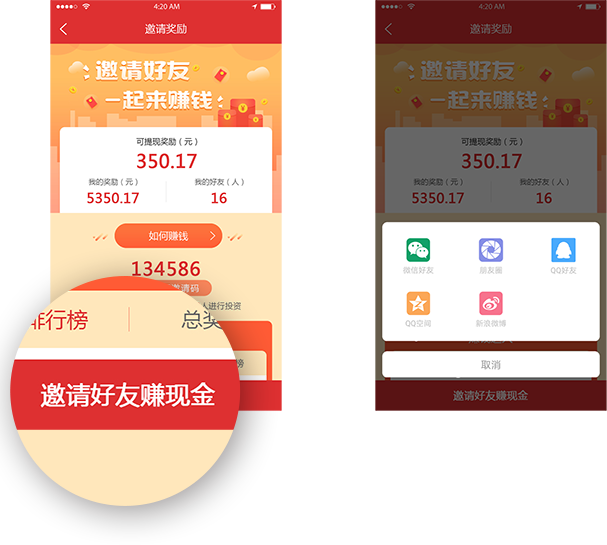 4:20 AM
邀请奖励
邀请好友
一起来赚钱
可提现奖励（元）
350.17
我的奖励（元）
我的好友（人）
5350.17
16
如何赚钱
134586
邀请码
人进行投资
排行榜
总奖
榜
邀请好友赚现金
4:20 AM
邀请奖励
邀请好友
一起来赚钱
可提现奖励（元）
350.17
我的奖励（元）
我的好友（人）
5350.17
16
微信好友
朋友圈
QQ好友
QQ空间
新浪微博
取消
邀请好友赚现金